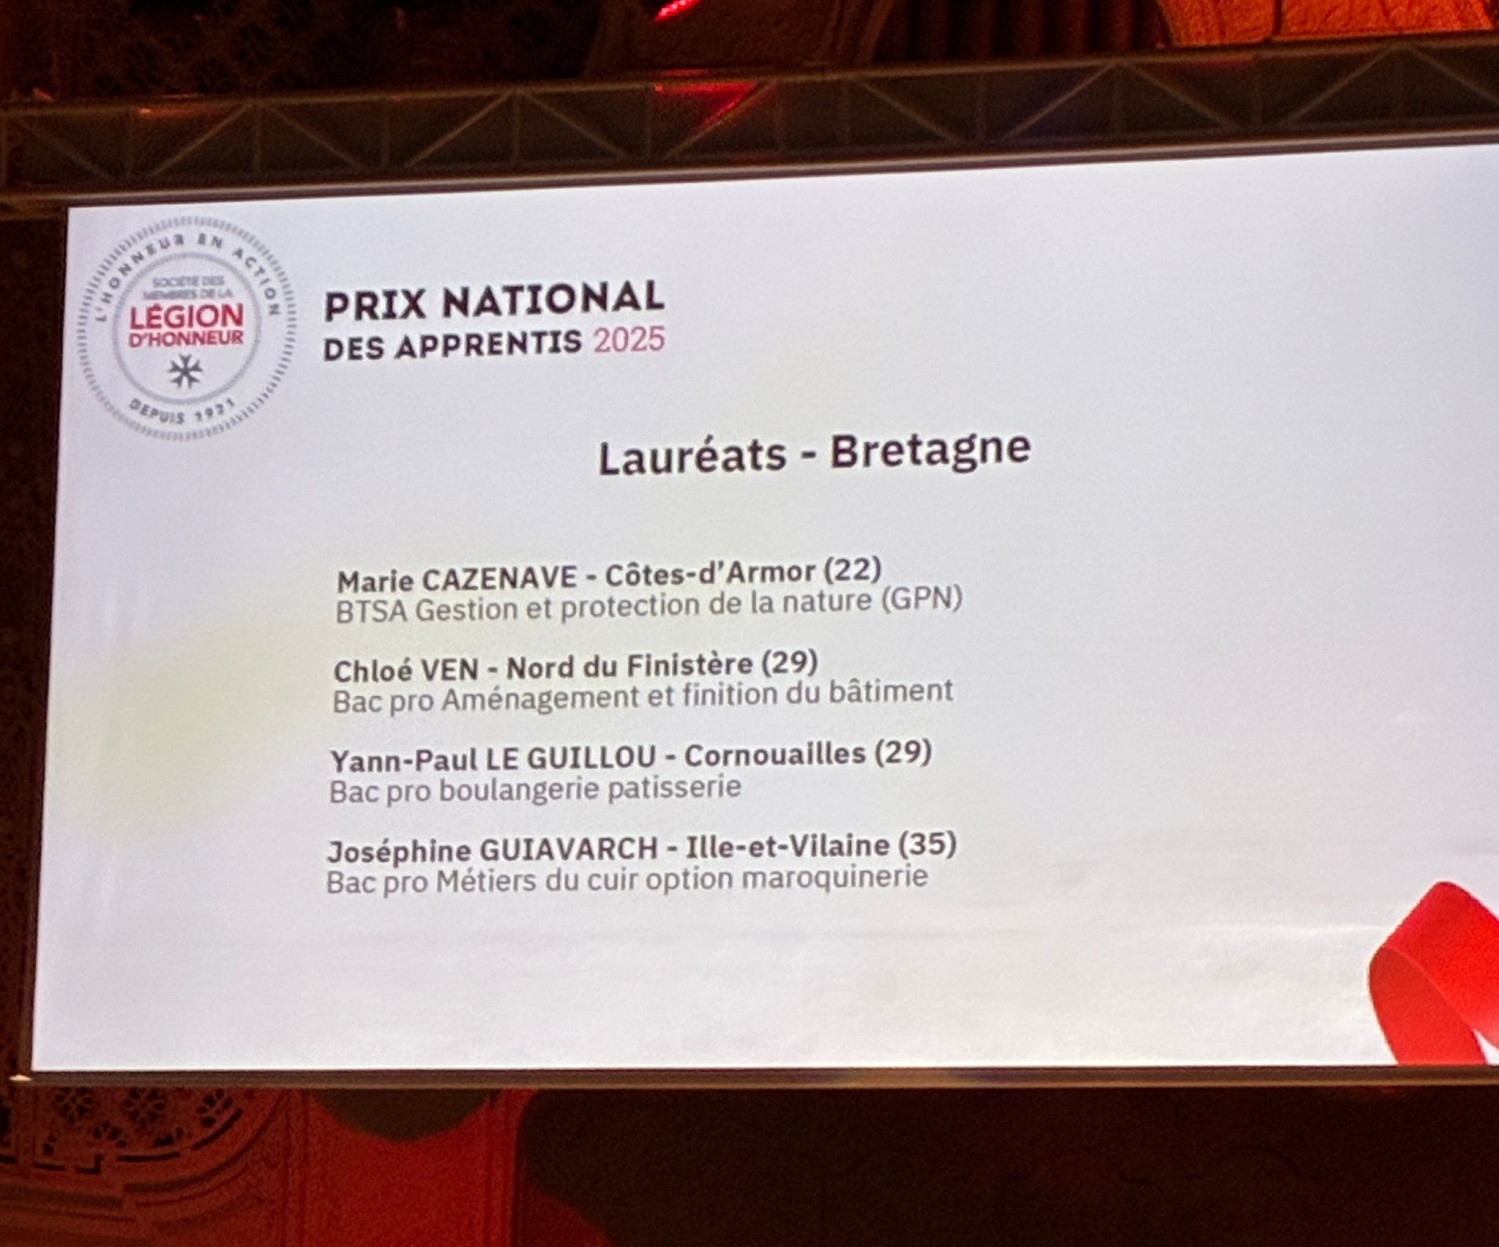 L'HONNEUR EN ACTION
SOCIÉTÉ DES
MEMBRES DE LA
LÉGION
D'HONNEUR
DEPUIS 1921
PRIX NATIONAL
DES APPRENTIS 2025
Lauréats - Bretagne
Marie CAZENAVE - Côtes-d'Armor (22)
BTSA Gestion et protection de la nature (GPN)
Chloé VEN - Nord du Finistère (29)
Bac pro Aménagement et finition du bâtiment
Yann-Paul LE GUILLOU - Cornouailles (29)
Bac pro boulangerie patisserie
Joséphine GUIAVARCH - Ille-et-Vilaine (35)
Bac pro Métiers du cuir option maroquinerie